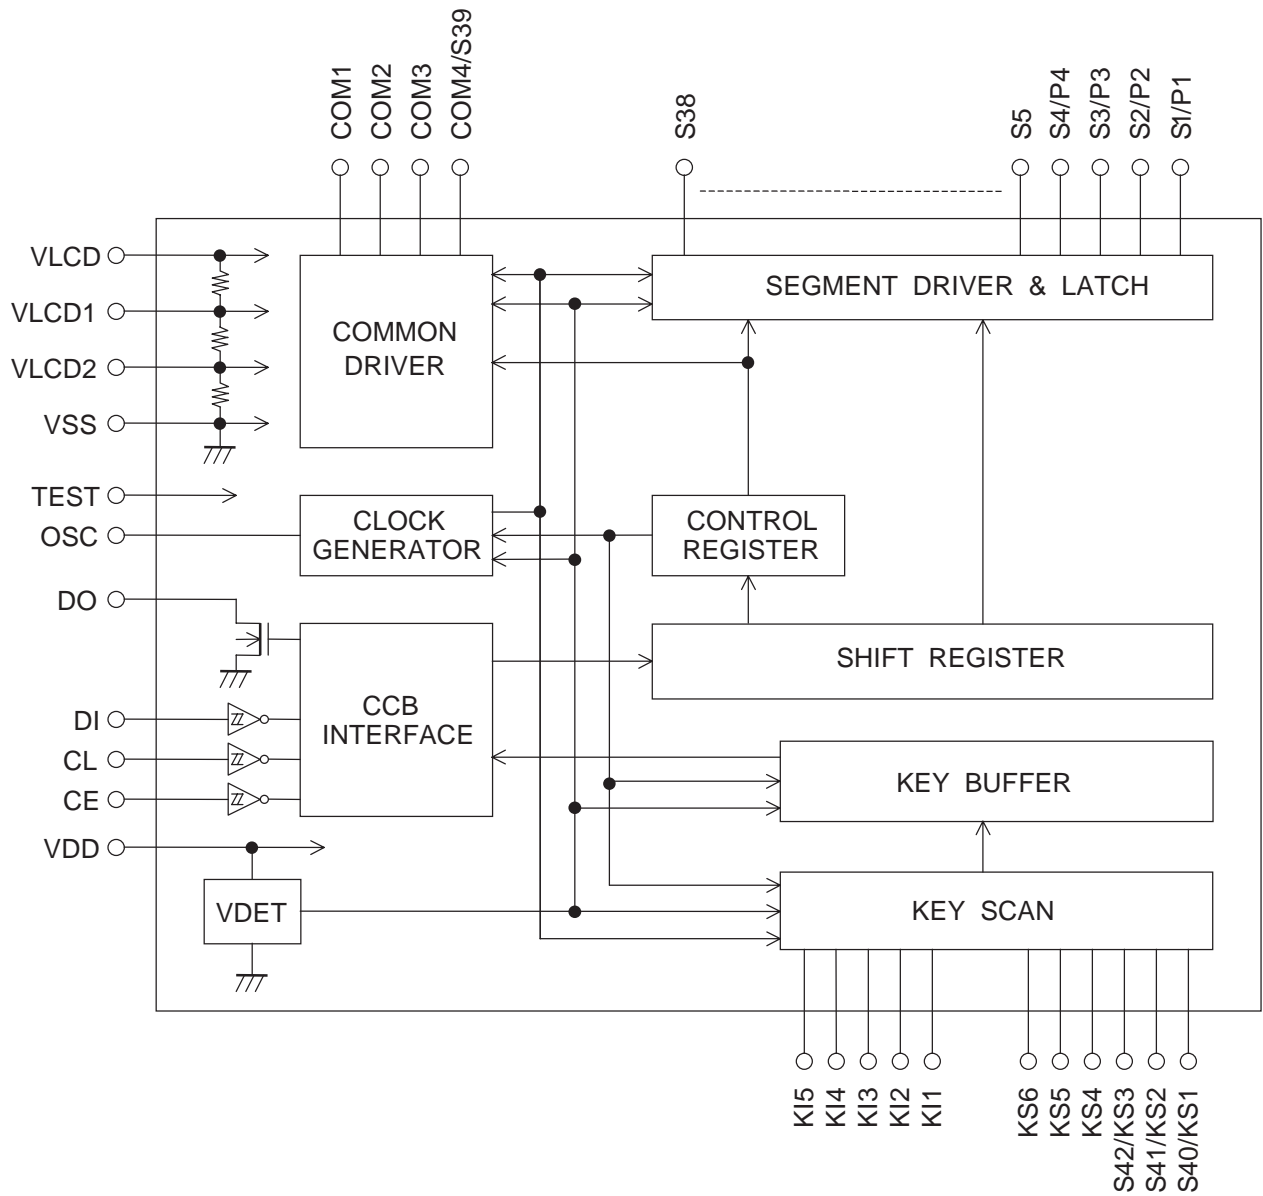 COM1
COM2
COM3
COM4/S39
S38
S5
S4/P4
S3/P3
S2/P2
S1/P1
VLCD
VLCD1
VLCD2
VSS
TEST
OSC
DO
DI
CL
CE
VDD
COMMON
DRIVER
SEGMENT DRIVER & LATCH
CLOCK
GENERATOR
CONTROL
REGISTER
CCB
INTERFACE
SHIFT REGISTER
KEY BUFFER
VDET
KEY SCAN
KI5
KI4
KI3
KI2
KI1
KS6
KS5
KS4
S42/KS3
S41/KS2
S40/KS1